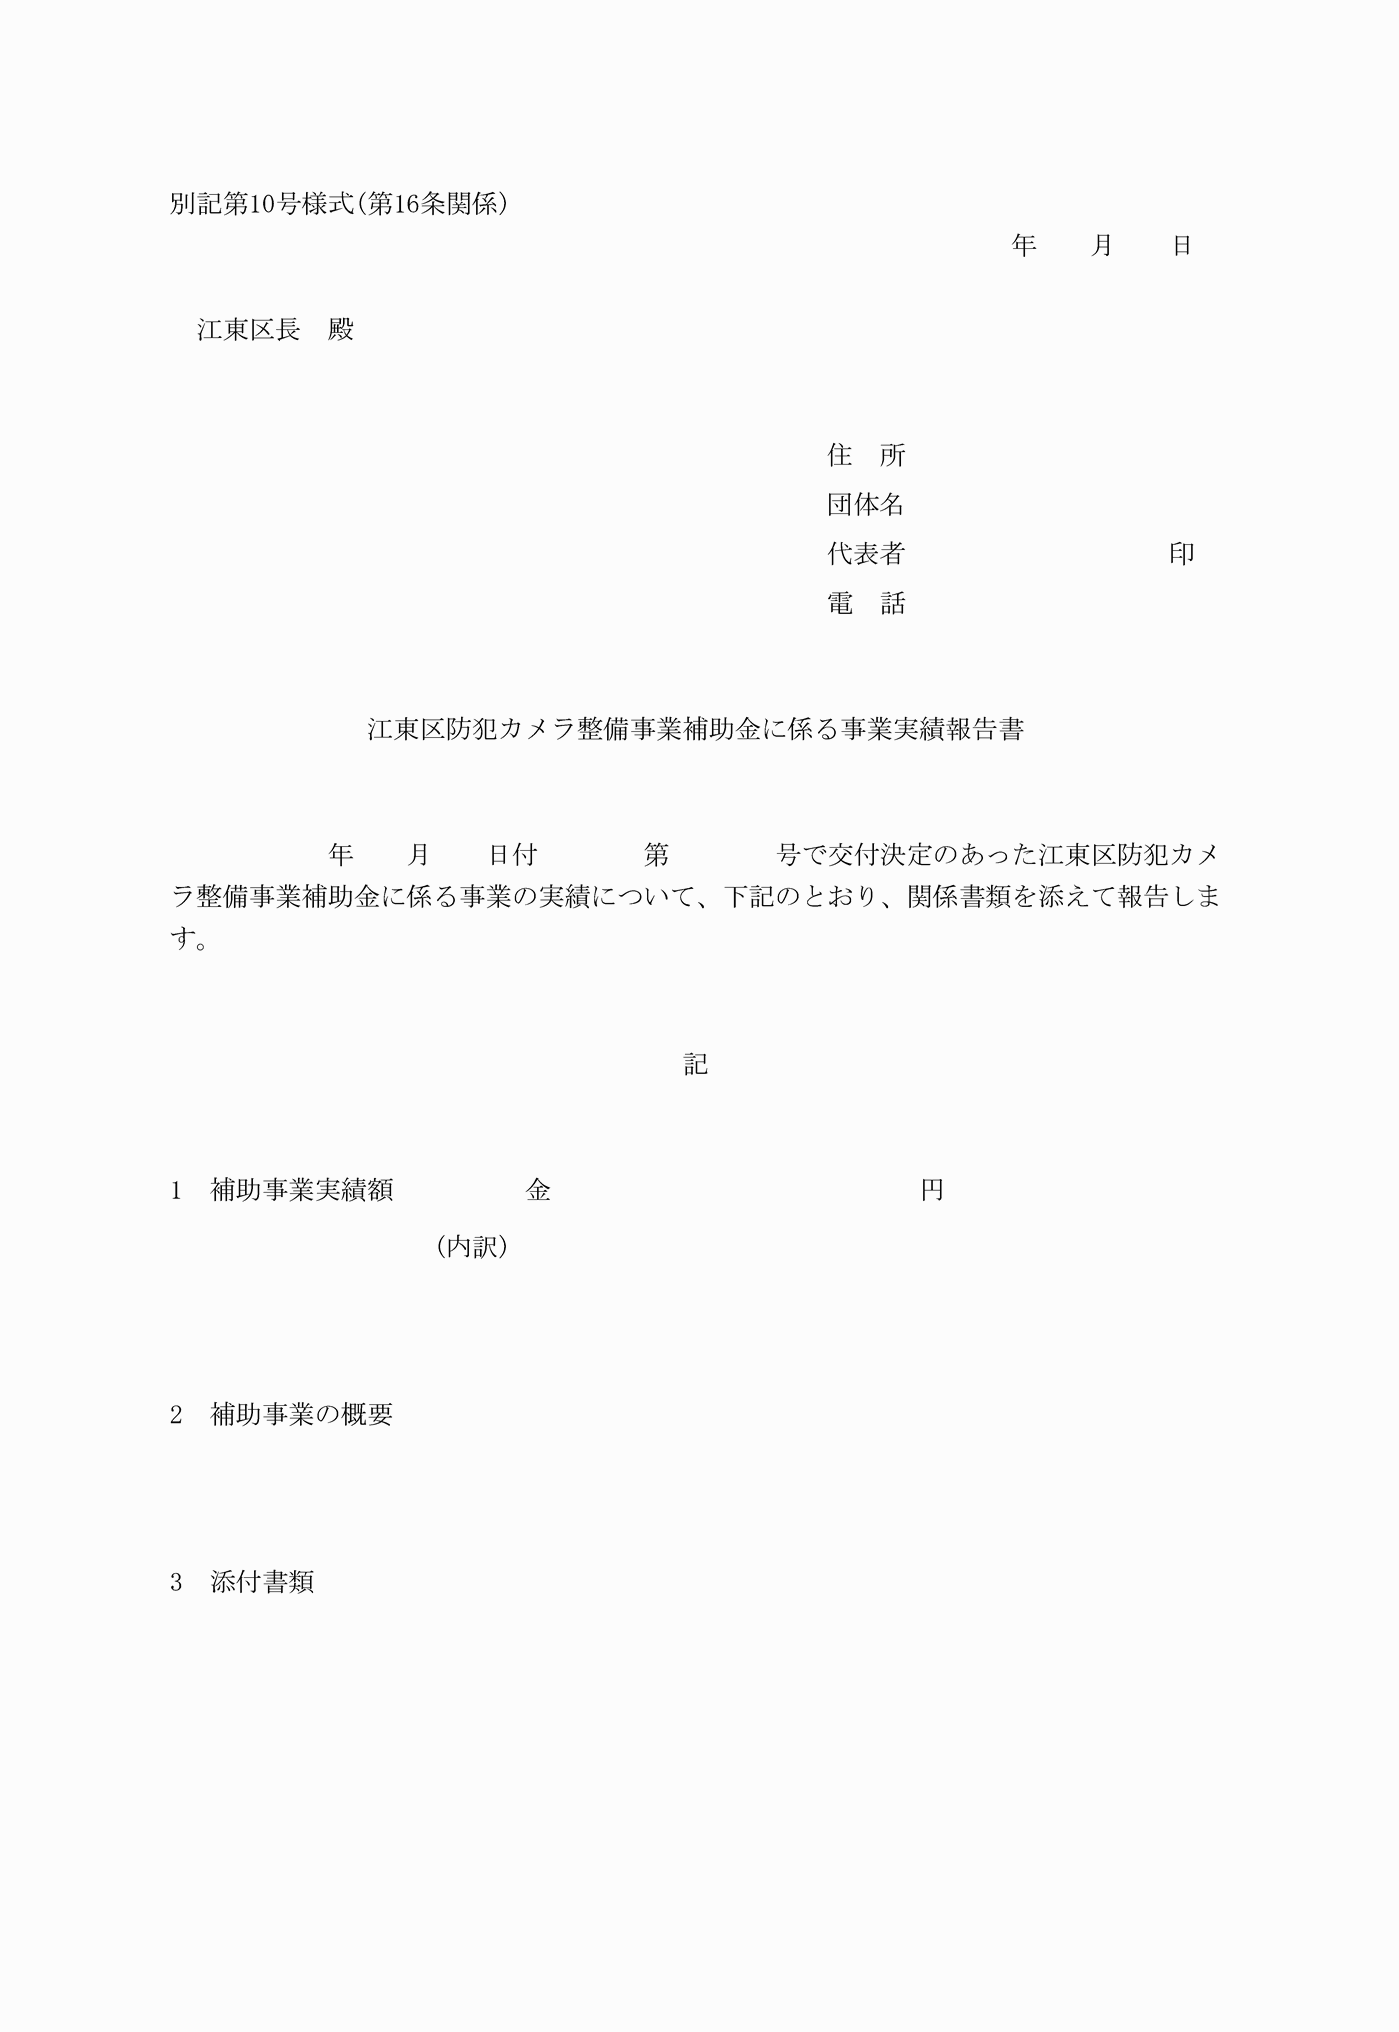 別記第10号様式(第16条関係)
年　　月　　日
江東区長　殿
住　所
団体名
代表者　　　　　　　　　　印
電　話
江東区防犯カメラ整備事業補助金に係る事業実績報告書
年　　月　　日付　　　　第　　　　号で交付決定のあった江東区防犯カメ
ラ整備事業補助金に係る事業の実績について、下記のとおり、関係書類を添えて報告しま
す。
記
1　補助事業実績額　　　　　金　　　　　　　　　　　　　　円
(内訳)
2　補助事業の概要
3　添付書類